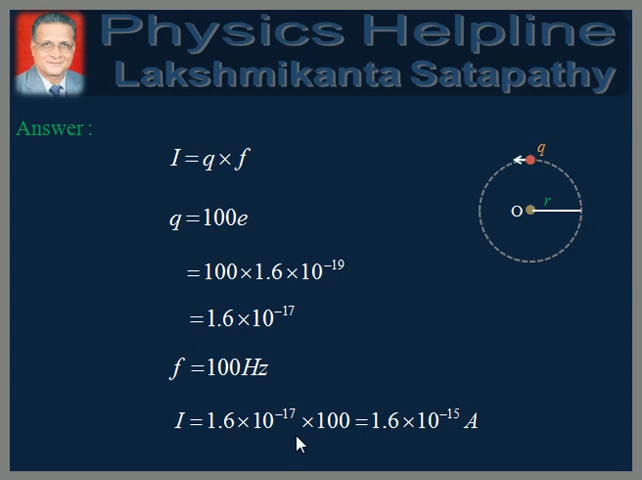 Physics Helpline
Lakshmikanta Satapathy
Answer :
I = q × f
q
q = 100e
O r
= 100 × 1.6 × 10⁻¹⁹
= 1.6 × 10⁻¹⁷
f = 100Hz
I = 1.6 × 10⁻¹⁷ × 100 = 1.6 × 10⁻¹⁵ A